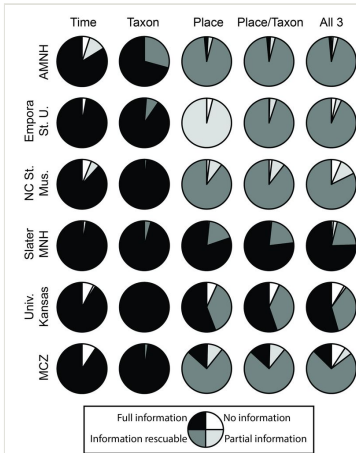 Time Taxon Place Place/Taxon All 3
AMNH
Empora
St. U.
NC St.
Mus.
Slater
MNH
Univ.
Kansas
MCZ
Full information No information
Information rescuable Partial information